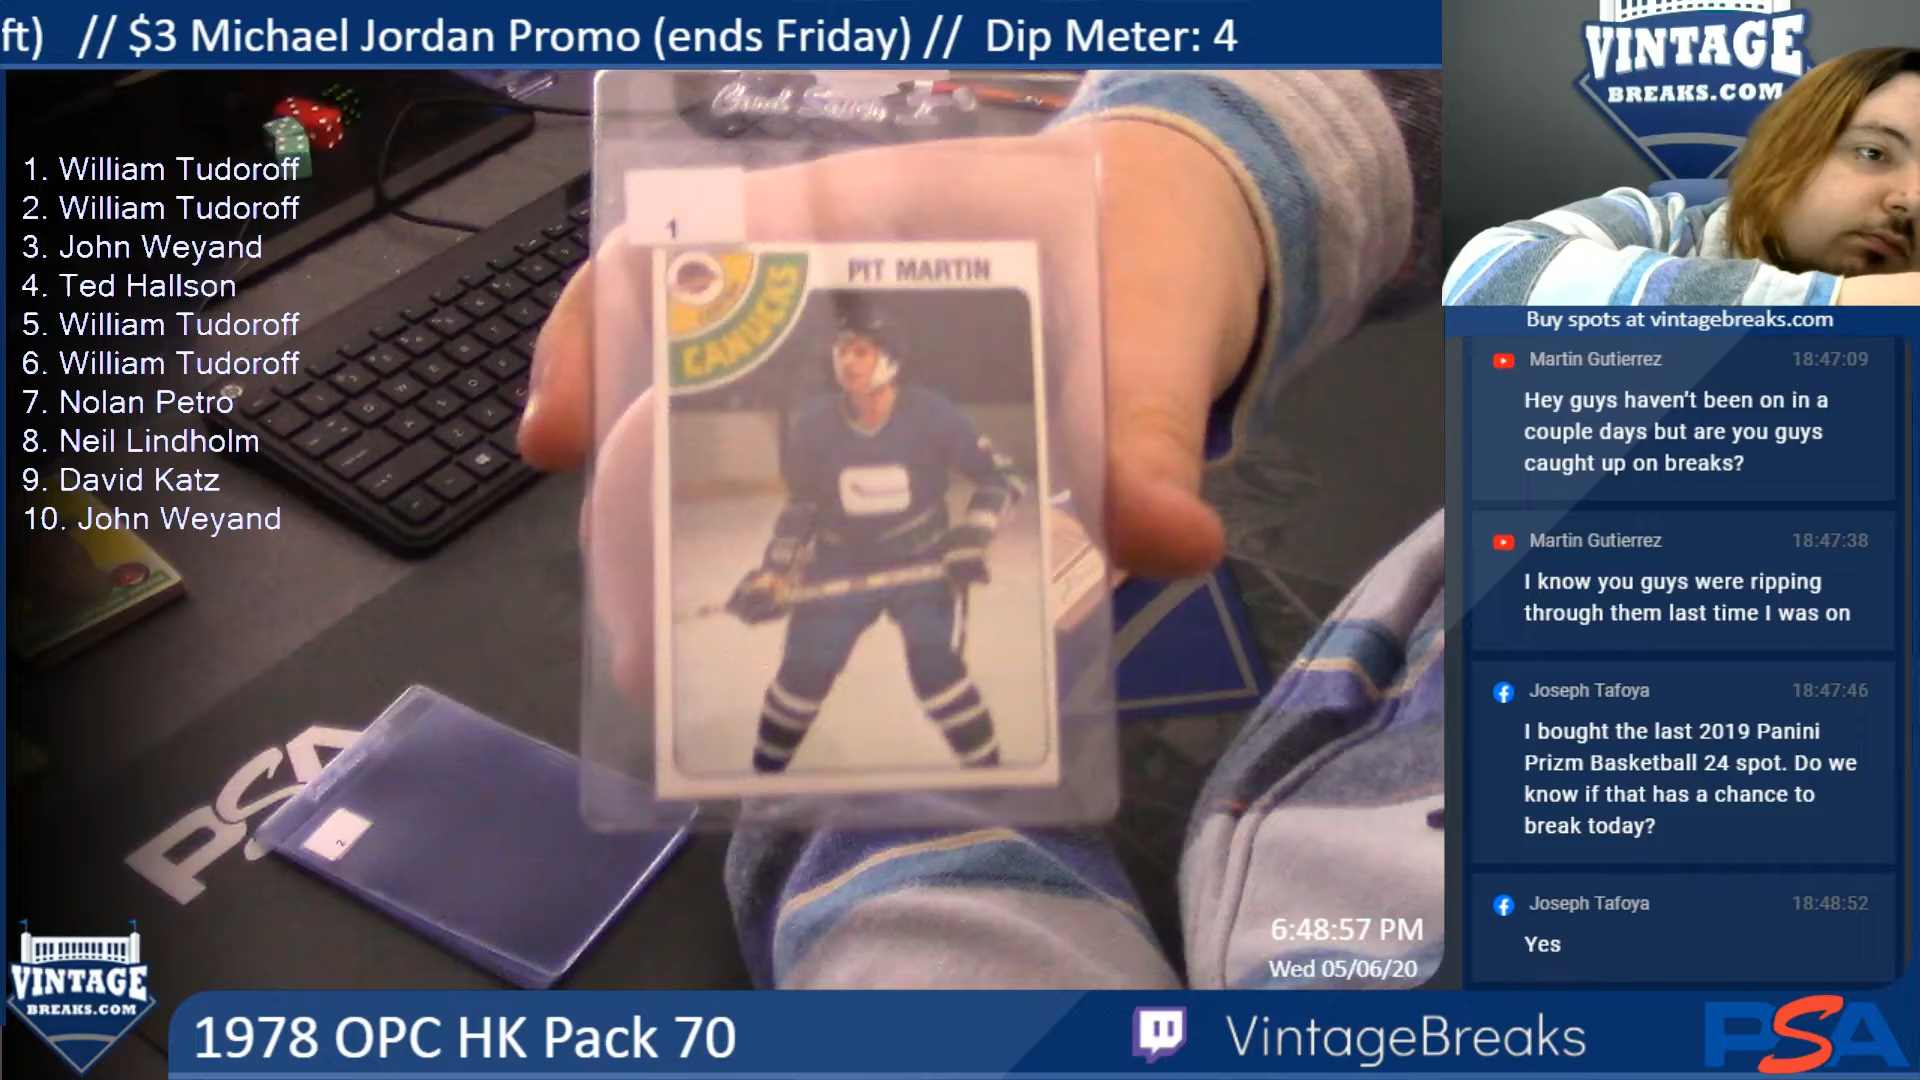 ft) // $3 Michael Jordan Promo (ends Friday) // Dip Meter: 4
VINTAGE
BREAKS.COM
1. William Tudoroff
2. William Tudoroff
3. John Weyand
4. Ted Hallson
5. William Tudoroff
6. William Tudoroff
7. Nolan Petro
8. Neil Lindholm
9. David Katz
10. John Weyand
1
PIT MARTIN
CANUCKS
PSA
2
Buy spots at vintagebreaks.com
Martin Gutierrez 18:47:09
Hey guys haven't been on in a
couple days but are you guys
caught up on breaks?
Martin Gutierrez 18:47:38
I know you guys were ripping
through them last time I was on
Joseph Tafoya 18:47:46
I bought the last 2019 Panini
Prizm Basketball 24 spot. Do we
know if that has a chance to
break today?
Joseph Tafoya 18:48:52
Yes
6:48:57 PM
Wed 05/06/20
VINTAGE
BREAKS.COM
1978 OPC HK Pack 70
VintageBreaks
PSA